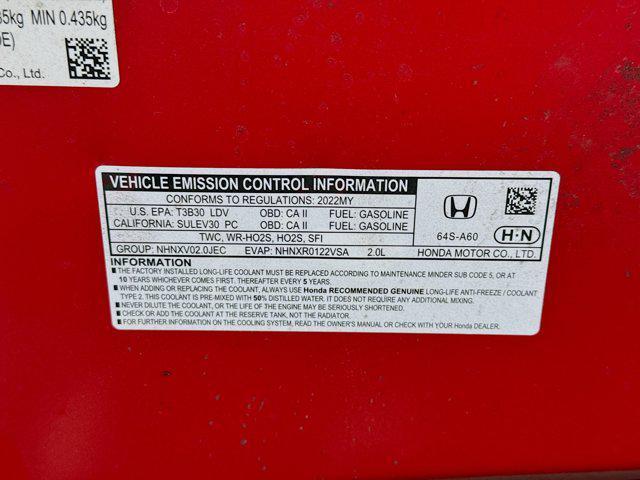 5kg MIN 0.435kg
Co., Ltd.
VEHICLE EMISSION CONTROL INFORMATION
CONFORMS TO REGULATIONS: 2022MY
U.S. EPA: T3B30 LDV OBD: CA II FUEL: GASOLINE
CALIFORNIA: SULEV30 PC OBD: CA II FUEL: GASOLINE
TWC, WR-HO2S, HO2S, SFI
GROUP: NHNXV02.0JEC EVAP: NHNXR0122VSA 2.0L
64S-A60
H·N
HONDA MOTOR CO., LTD.
INFORMATION
■ THE FACTORY INSTALLED LONG-LIFE COOLANT MUST BE REPLACED ACCORDING TO MAINTENANCE MINDER SUB CODE 5, OR AT
10 YEARS WHICHEVER COMES FIRST. THEREAFTER EVERY 5 YEARS.
■ WHEN ADDING OR REPLACING COOLANT, ALWAYS USE Honda RECOMMENDED GENUINE LONG-LIFE ANTI-FREEZE / COOLANT
TYPE 2. THIS COOLANT IS PRE-MIXED WITH 50% DISTILLED WATER. IT DOES NOT REQUIRE ANY ADDITIONAL MIXING.
■ NEVER DILUTE THE COOLANT, OR THE LIFE OF THE ENGINE MAY BE SERIOUSLY SHORTENED.
■ CHECK OR ADD THE COOLANT AT THE RESERVE TANK, NOT THE RADIATOR.
■ FOR FURTHER INFORMATION ON THE COOLING SYSTEM, READ THE OWNER'S MANUAL OR CHECK WITH YOUR Honda DEALER.